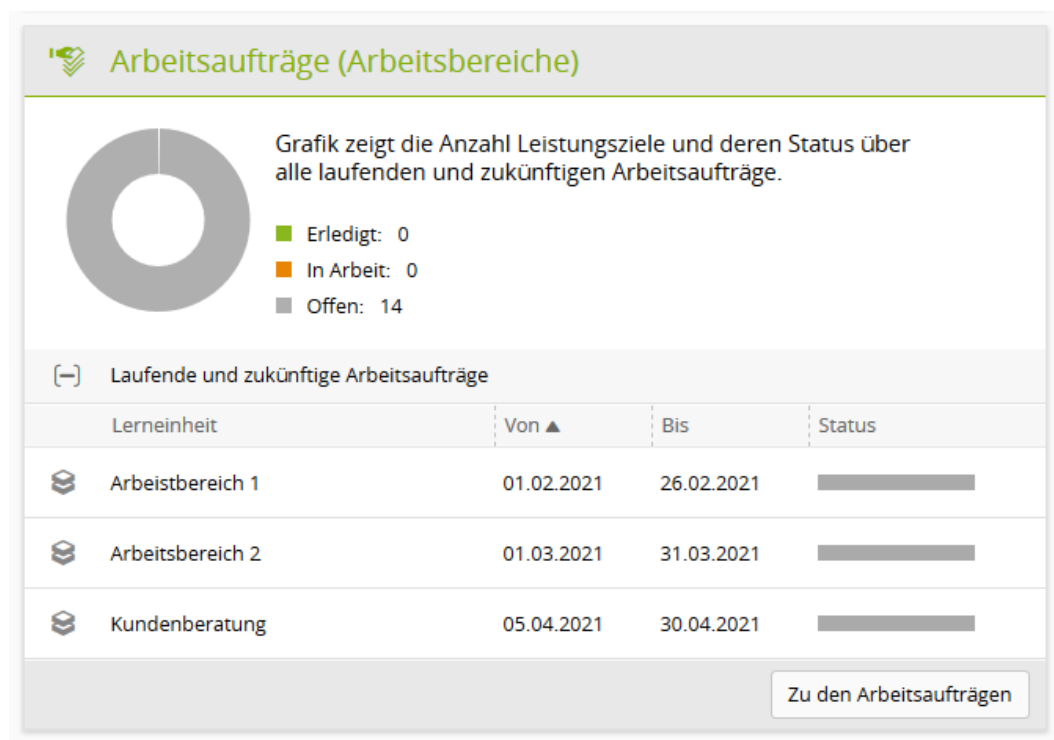 Arbeitsaufträge (Arbeitsbereiche)
Grafik zeigt die Anzahl Leistungsziele und deren Status über
alle laufenden und zukünftigen Arbeitsaufträge.
Erledigt: 0
In Arbeit: 0
Offen: 14
Laufende und zukünftige Arbeitsaufträge
Lerneinheit Von ▲ Bis Status
Arbeistbereich 1 01.02.2021 26.02.2021
Arbeitsbereich 2 01.03.2021 31.03.2021
Kundenberatung 05.04.2021 30.04.2021
Zu den Arbeitsaufträgen